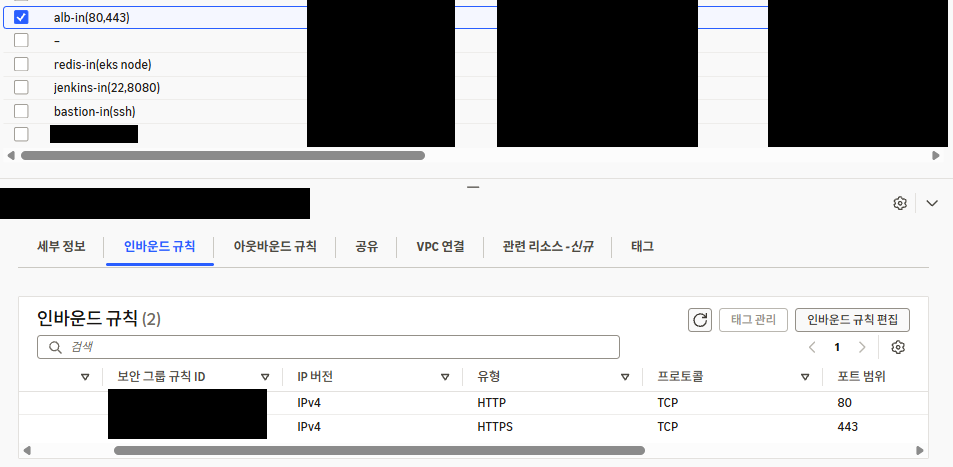 alb-in(80,443)
-
redis-in(eks node)
jenkins-in(22,8080)
bastion-in(ssh)
세부 정보 인바운드 규칙 아웃바운드 규칙 공유 VPC 연결 관련 리소스 -신규 태그
인바운드 규칙 (2) 태그 관리 인바운드 규칙 편집
검색 1
보안 그룹 규칙 ID IP 버전 유형 프로토콜 포트 범위
IPv4 HTTP TCP 80
IPv4 HTTPS TCP 443